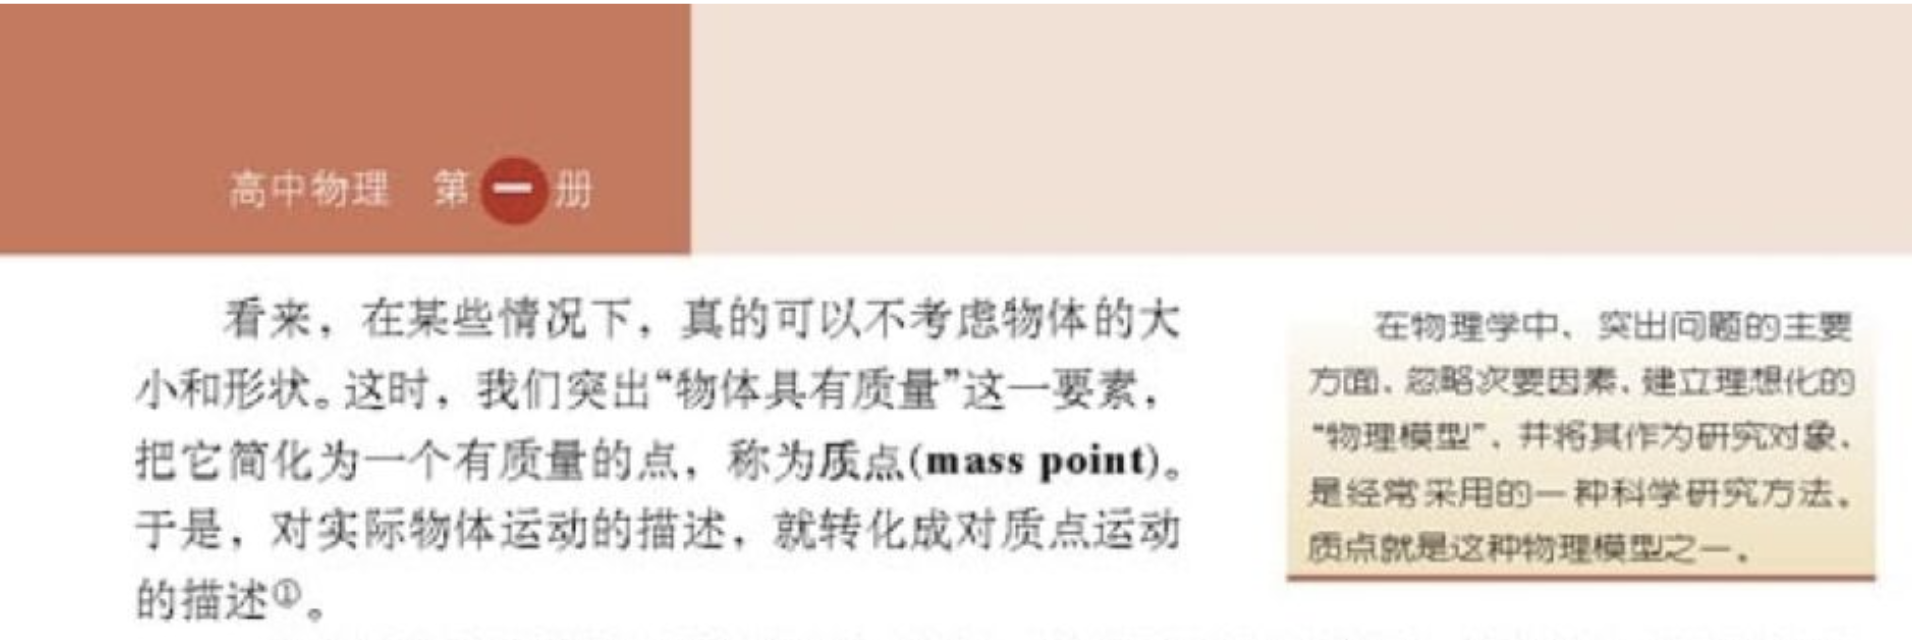 高中物理 第一册
看来，在某些情况下，真的可以不考虑物体的大
小和形状。这时，我们突出“物体具有质量”这一要素，
把它简化为一个有质量的点，称为质点(mass point)。
于是，对实际物体运动的描述，就转化成对质点运动
的描述①。
在物理学中，突出问题的主要
方面，忽略次要因素，建立理想化的
“物理模型”，并将其作为研究对象，
是经常采用的一种科学研究方法。
质点就是这种物理模型之一。